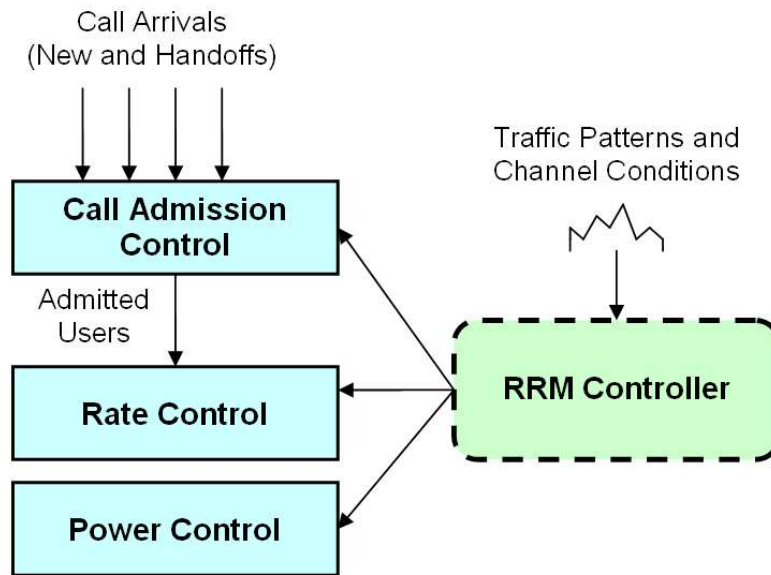 Call Arrivals
(New and Handoffs)
Traffic Patterns and
Channel Conditions
Call Admission
Control
Admitted
Users
RRM Controller
Rate Control
Power Control